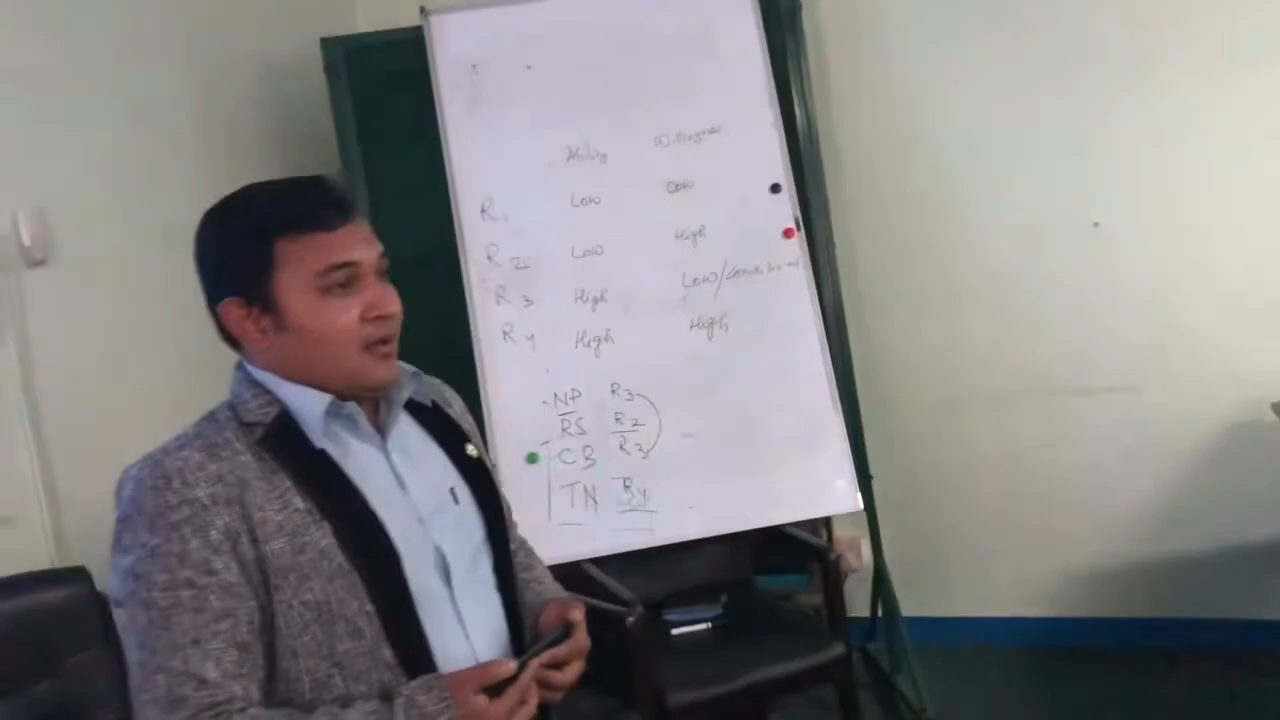 Ability Willingness
R1 Low Low
R2 Low High
R3 High Low/
R4 High High
NP R3
RS R2
CB R3
TN R4